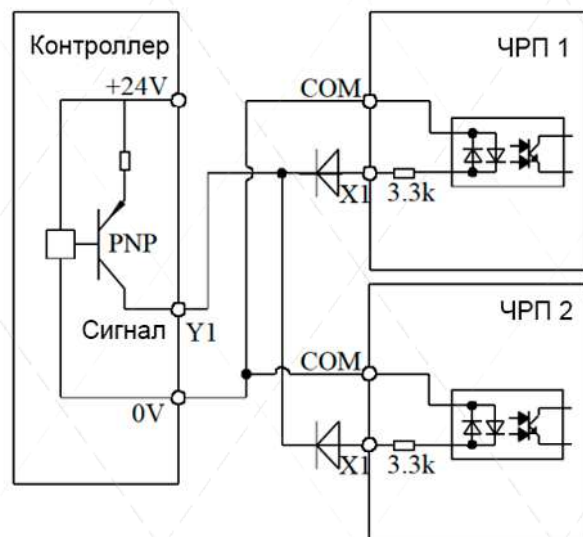 Контроллер
+24V
PNP
Сигнал
Y1
0V
ЧРП 1
COM
X1
3.3k
ЧРП 2
COM
X1
3.3k